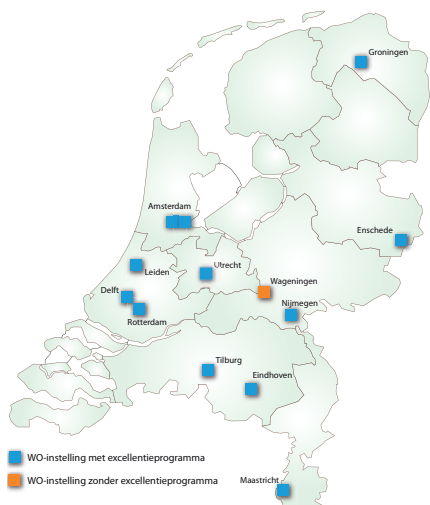 Groningen
Amsterdam
Enschede
Utrecht
Leiden
Wageningen
Delft
Nijmegen
Rotterdam
Tilburg
Eindhoven
WO-instelling met excellentieprogramma
WO-instelling zonder excellentieprogramma
Maastricht